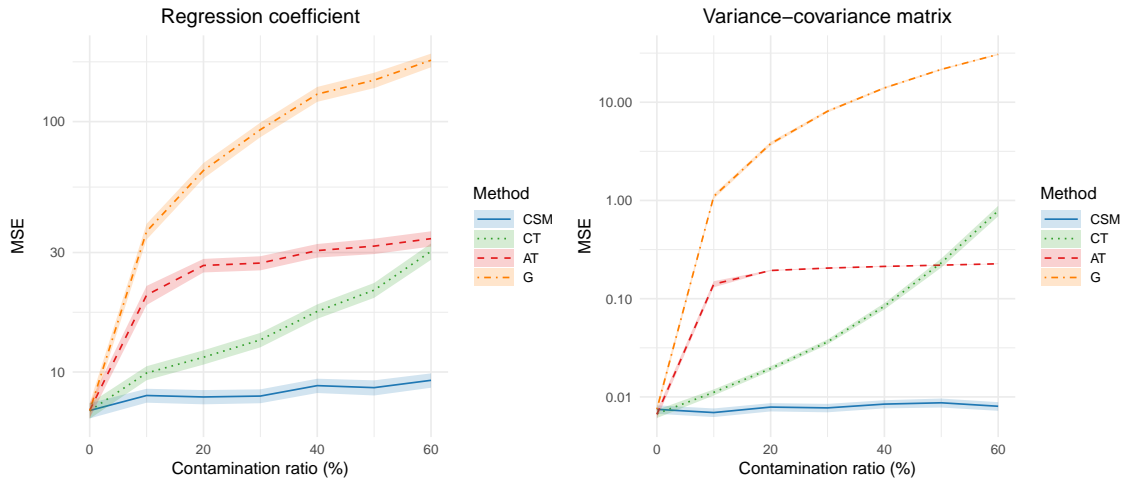 Regression coefficient
MSE
100
30
10
0
20
40
60
Contamination ratio (%)
Method
CSM
CT
AT
G
Variance−covariance matrix
MSE
10.00
1.00
0.10
0.01
0
20
40
60
Contamination ratio (%)
Method
CSM
CT
AT
G